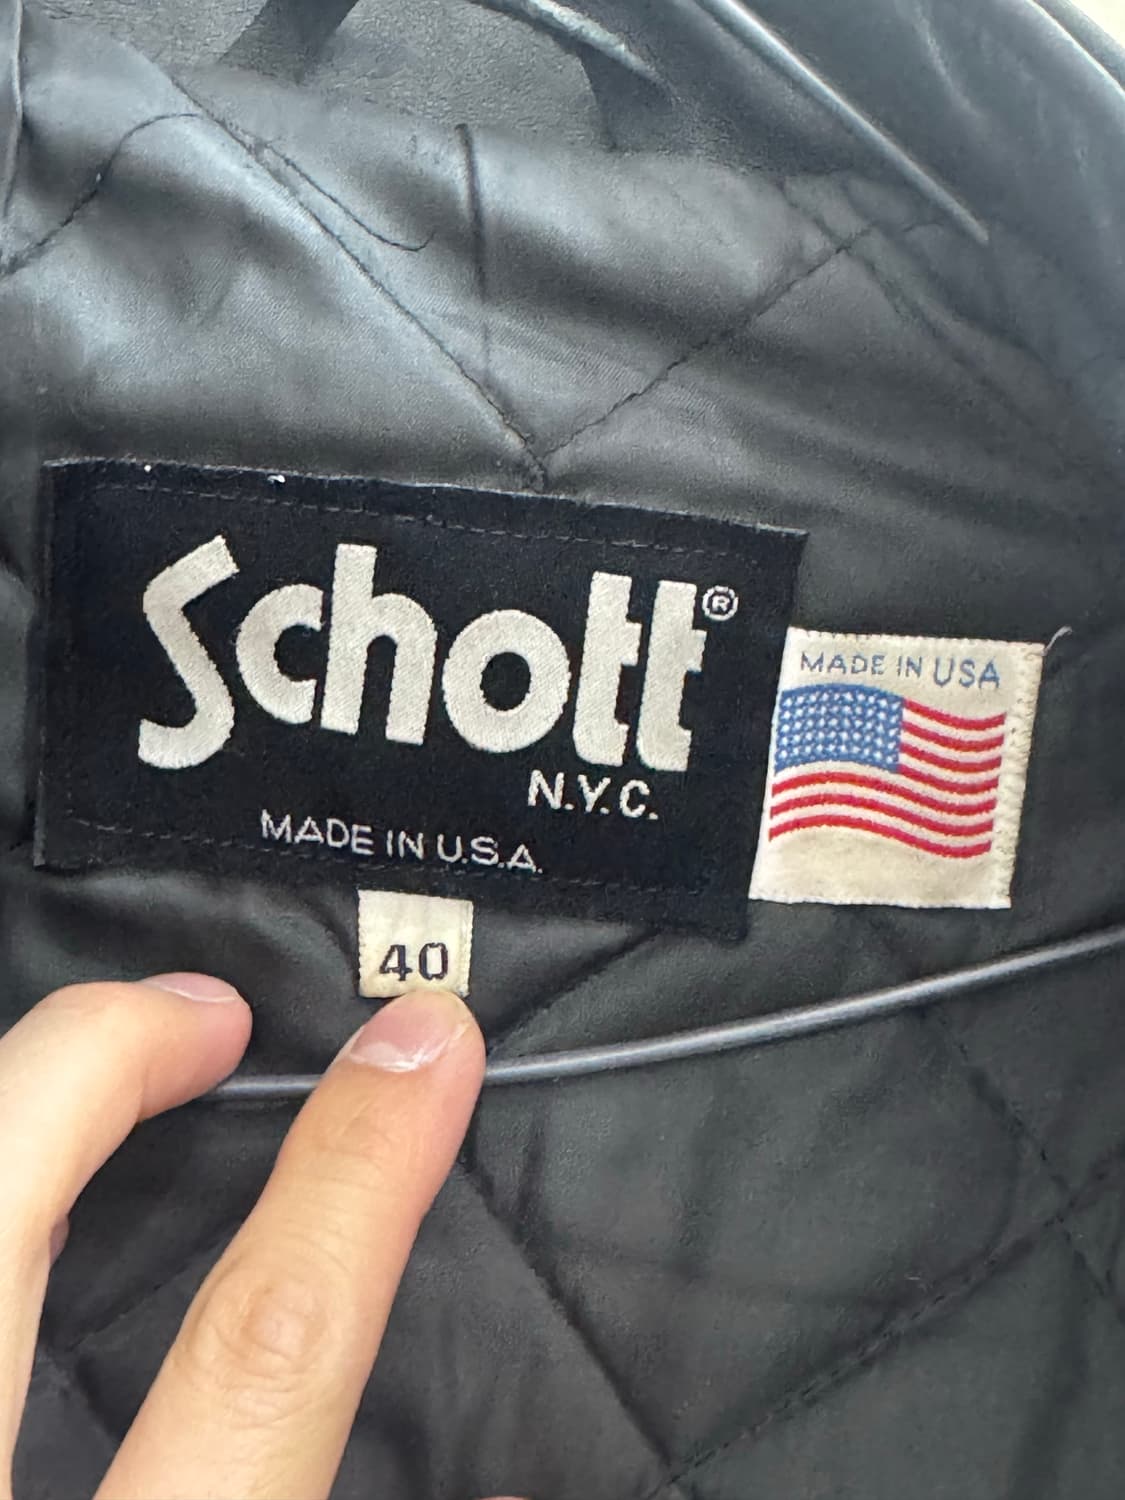 Schott®
N.Y.C.
MADE IN U.S.A.
MADE IN USA
40